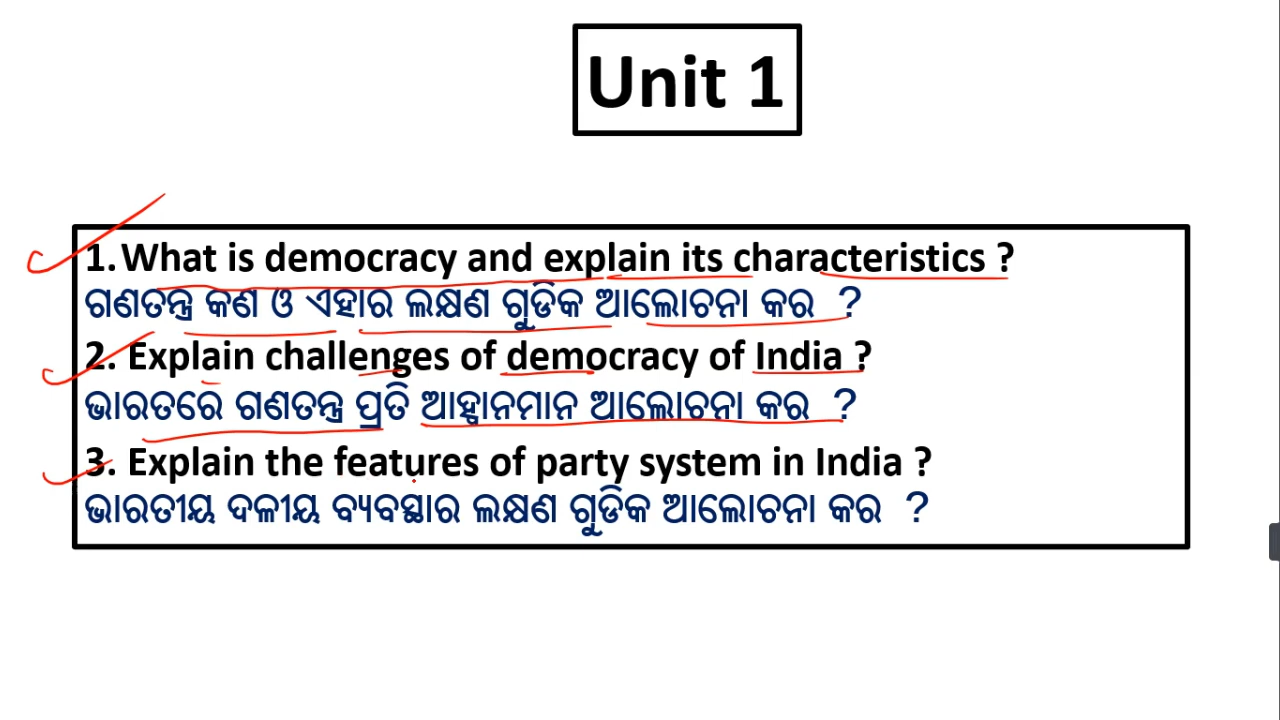 Unit 1
1. What is democracy and explain its characteristics ?
ଗଣତନ୍ତ୍ର କଣ ଓ ଏହାର ଲକ୍ଷଣ ଗୁଡିକ ଆଲୋଚନା କର ?
2. Explain challenges of democracy of India ?
ଭାରତରେ ଗଣତନ୍ତ୍ର ପ୍ରତି ଆହ୍ୱାନମାନ ଆଲୋଚନା କର ?
3. Explain the features of party system in India ?
ଭାରତୀୟ ଦଳୀୟ ବ୍ୟବସ୍ଥାର ଲକ୍ଷଣ ଗୁଡିକ ଆଲୋଚନା କର ?